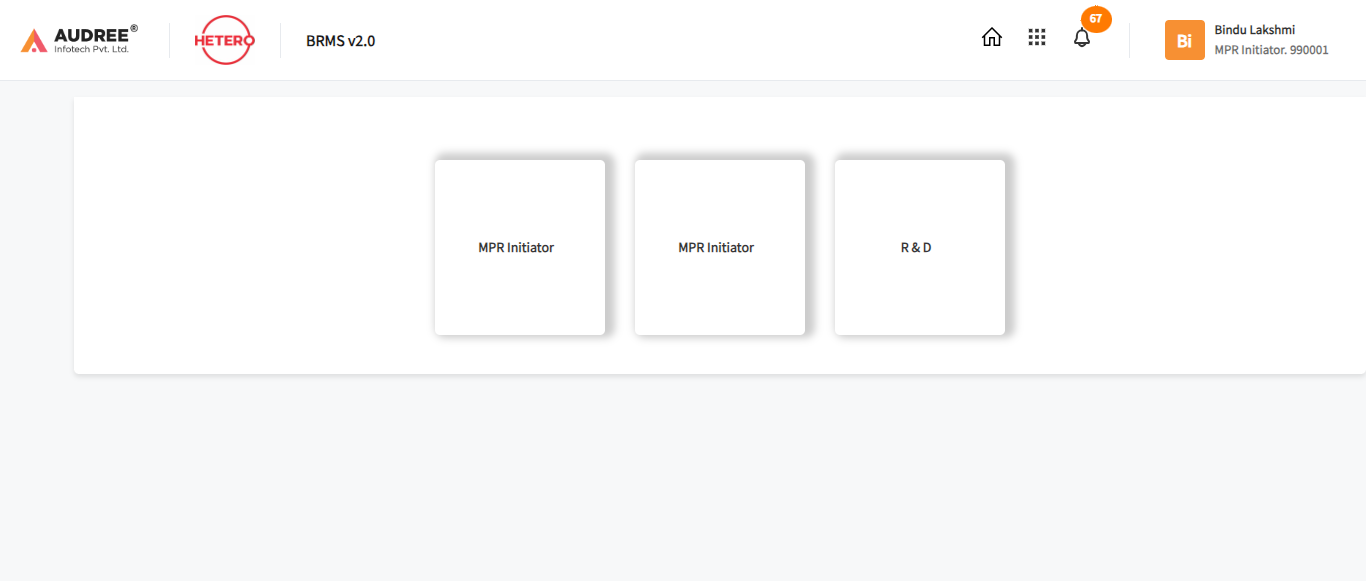 AUDREE®
Infotech Pvt. Ltd.
HETERO
BRMS v2.0
67
Bi
Bindu Lakshmi
MPR Initiator. 990001
MPR Initiator
MPR Initiator
R & D